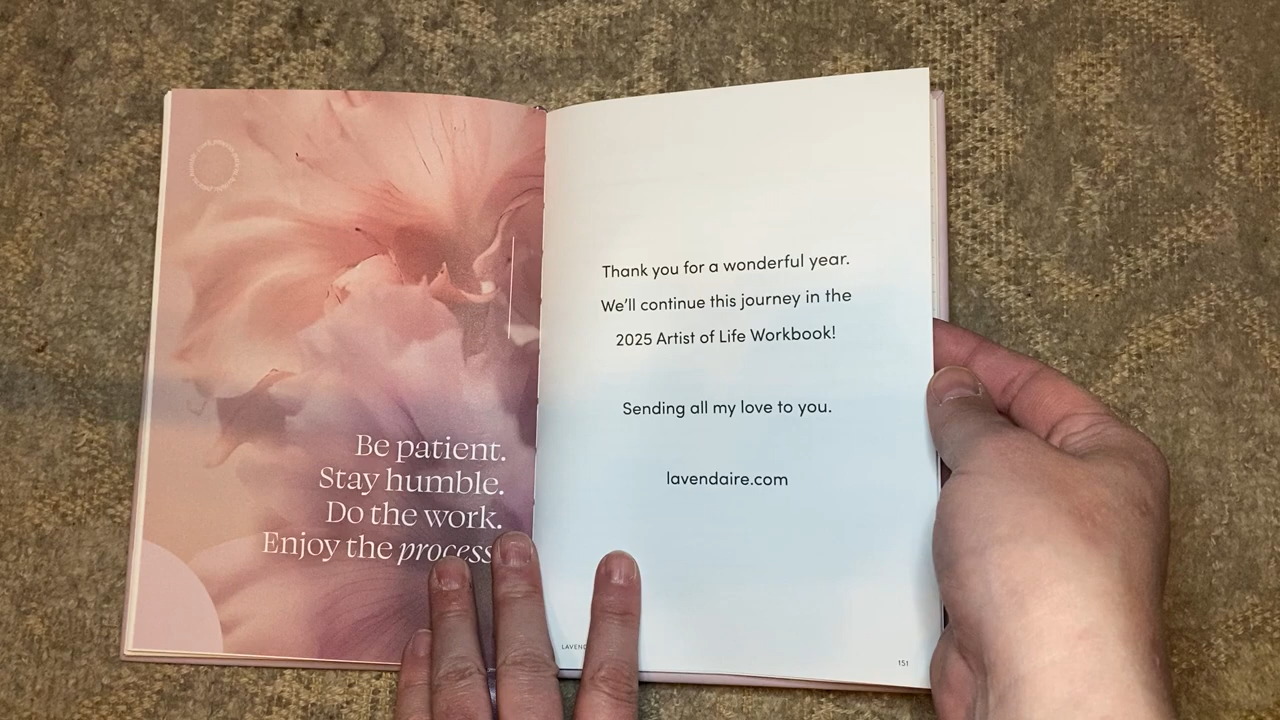 Be patient.
Stay humble.
Do the work.
Enjoy the process
Thank you for a wonderful year.
We'll continue this journey in the
2025 Artist of Life Workbook!
Sending all my love to you.
lavendaire.com
151